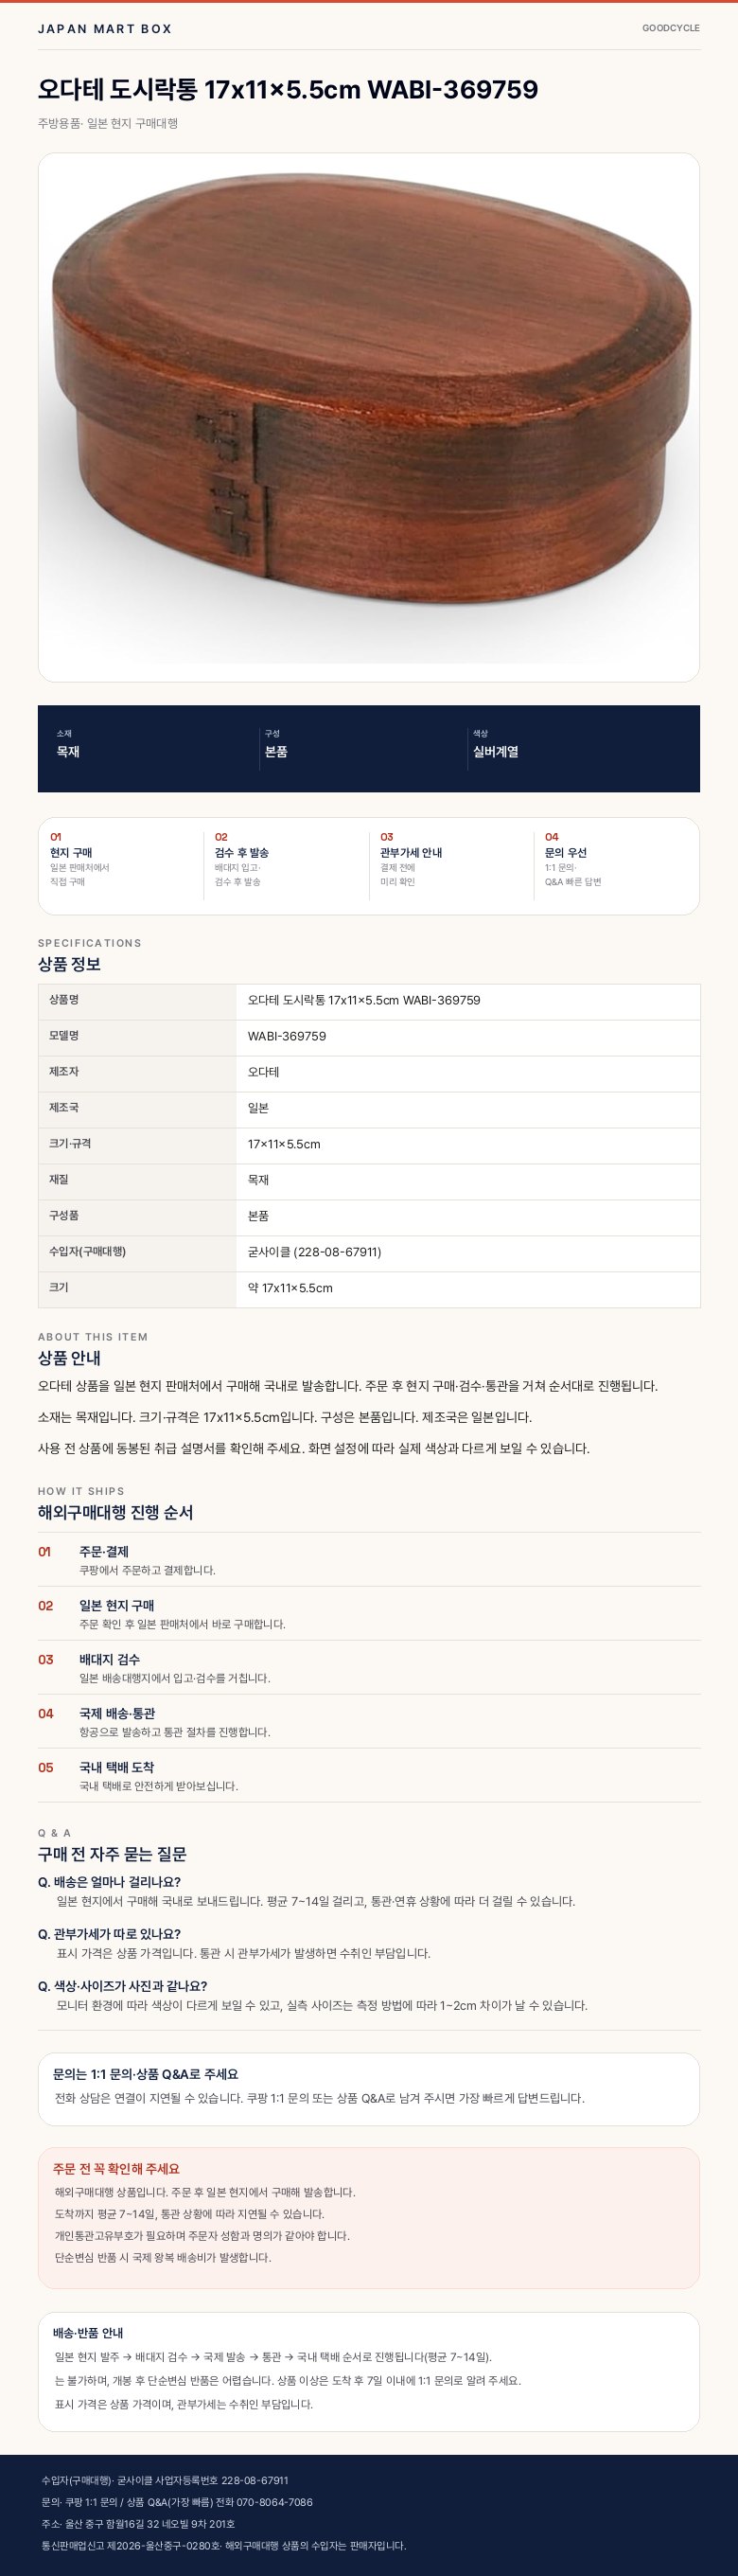 JAPAN MART BOX
GOODCYCLE
오다테 도시락통 17x11×5.5cm WABI-369759
주방용품· 일본 현지 구매대행
소재
목재
구성
본품
색상
실버계열
01
현지 구매
일본 판매처에서
직접 구매
02
검수 후 발송
배대지 입고·
검수 후 발송
03
관부가세 안내
결제 전에
미리 확인
04
문의 우선
1:1 문의·
Q&A 빠른 답변
SPECIFICATIONS
상품 정보
상품명 오다테 도시락통 17x11×5.5cm WABI-369759
모델명 WABI-369759
제조자 오다테
제조국 일본
크기·규격 17×11×5.5cm
재질 목재
구성품 본품
수입자(구매대행) 굳사이클 (228-08-67911)
크기 약 17x11×5.5cm
ABOUT THIS ITEM
상품 안내
오다테 상품을 일본 현지 판매처에서 구매해 국내로 발송합니다. 주문 후 현지 구매·검수·통관을 거쳐 순서대로 진행됩니다.
소재는 목재입니다. 크기·규격은 17x11×5.5cm입니다. 구성은 본품입니다. 제조국은 일본입니다.
사용 전 상품에 동봉된 취급 설명서를 확인해 주세요. 화면 설정에 따라 실제 색상과 다르게 보일 수 있습니다.
HOW IT SHIPS
해외구매대행 진행 순서
01 주문·결제
쿠팡에서 주문하고 결제합니다.
02 일본 현지 구매
주문 확인 후 일본 판매처에서 바로 구매합니다.
03 배대지 검수
일본 배송대행지에서 입고·검수를 거칩니다.
04 국제 배송·통관
항공으로 발송하고 통관 절차를 진행합니다.
05 국내 택배 도착
국내 택배로 안전하게 받아보십니다.
Q & A
구매 전 자주 묻는 질문
Q. 배송은 얼마나 걸리나요?
일본 현지에서 구매해 국내로 보내드립니다. 평균 7~14일 걸리고, 통관·연휴 상황에 따라 더 걸릴 수 있습니다.
Q. 관부가세가 따로 있나요?
표시 가격은 상품 가격입니다. 통관 시 관부가세가 발생하면 수취인 부담입니다.
Q. 색상·사이즈가 사진과 같나요?
모니터 환경에 따라 색상이 다르게 보일 수 있고, 실측 사이즈는 측정 방법에 따라 1~2cm 차이가 날 수 있습니다.
문의는 1:1 문의·상품 Q&A로 주세요
전화 상담은 연결이 지연될 수 있습니다. 쿠팡 1:1 문의 또는 상품 Q&A로 남겨 주시면 가장 빠르게 답변드립니다.
주문 전 꼭 확인해 주세요
해외구매대행 상품입니다. 주문 후 일본 현지에서 구매해 발송합니다.
도착까지 평균 7~14일, 통관 상황에 따라 지연될 수 있습니다.
개인통관고유부호가 필요하며 주문자 성함과 명의가 같아야 합니다.
단순변심 반품 시 국제 왕복 배송비가 발생합니다.
배송·반품 안내
일본 현지 발주 → 배대지 검수 → 국제 발송 → 통관 → 국내 택배 순서로 진행됩니다(평균 7~14일).
는 불가하며, 개봉 후 단순변심 반품은 어렵습니다. 상품 이상은 도착 후 7일 이내에 1:1 문의로 알려 주세요.
표시 가격은 상품 가격이며, 관부가세는 수취인 부담입니다.
수입자(구매대행)· 굳사이클 사업자등록번호 228-08-67911
문의· 쿠팡 1:1 문의 / 상품 Q&A(가장 빠름) 전화 070-8064-7086
주소· 울산 중구 함월16길 32 네오빌 9차 201호
통신판매업신고 제2026-울산중구-0280호· 해외구매대행 상품의 수입자는 판매자입니다.